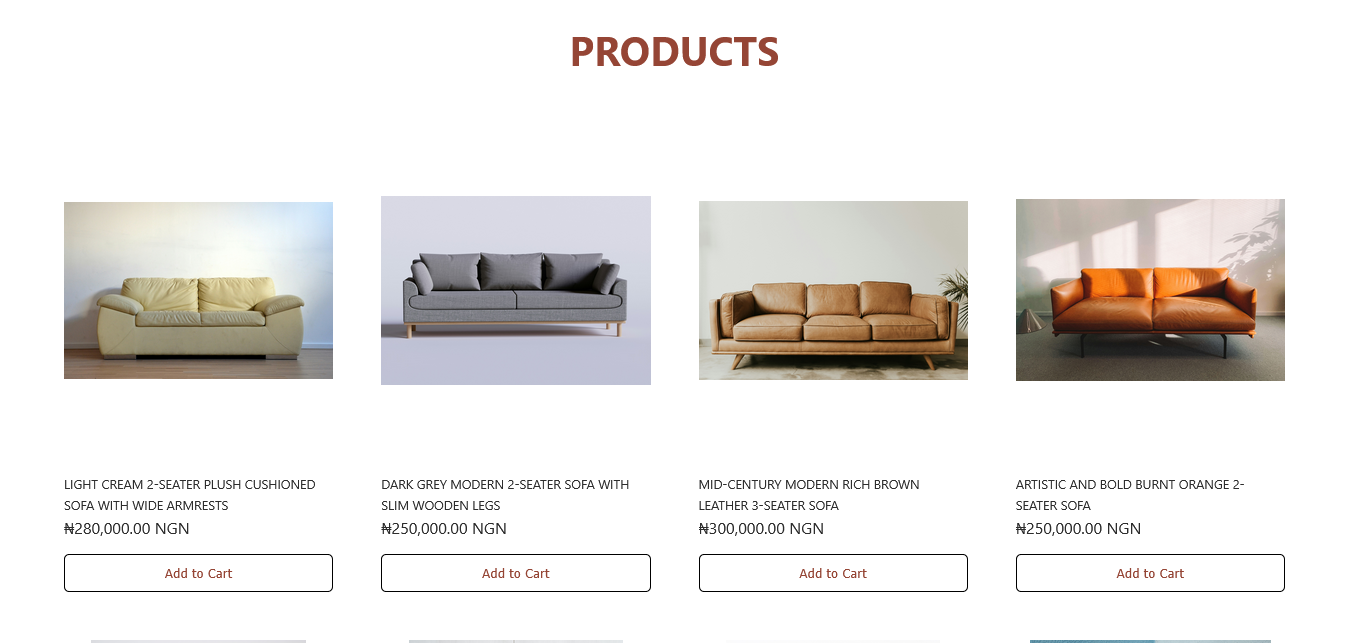 PRODUCTS
LIGHT CREAM 2-SEATER PLUSH CUSHIONED
SOFA WITH WIDE ARMRESTS
₦280,000.00 NGN
Add to Cart
DARK GREY MODERN 2-SEATER SOFA WITH
SLIM WOODEN LEGS
₦250,000.00 NGN
Add to Cart
MID-CENTURY MODERN RICH BROWN
LEATHER 3-SEATER SOFA
₦300,000.00 NGN
Add to Cart
ARTISTIC AND BOLD BURNT ORANGE 2-
SEATER SOFA
₦250,000.00 NGN
Add to Cart